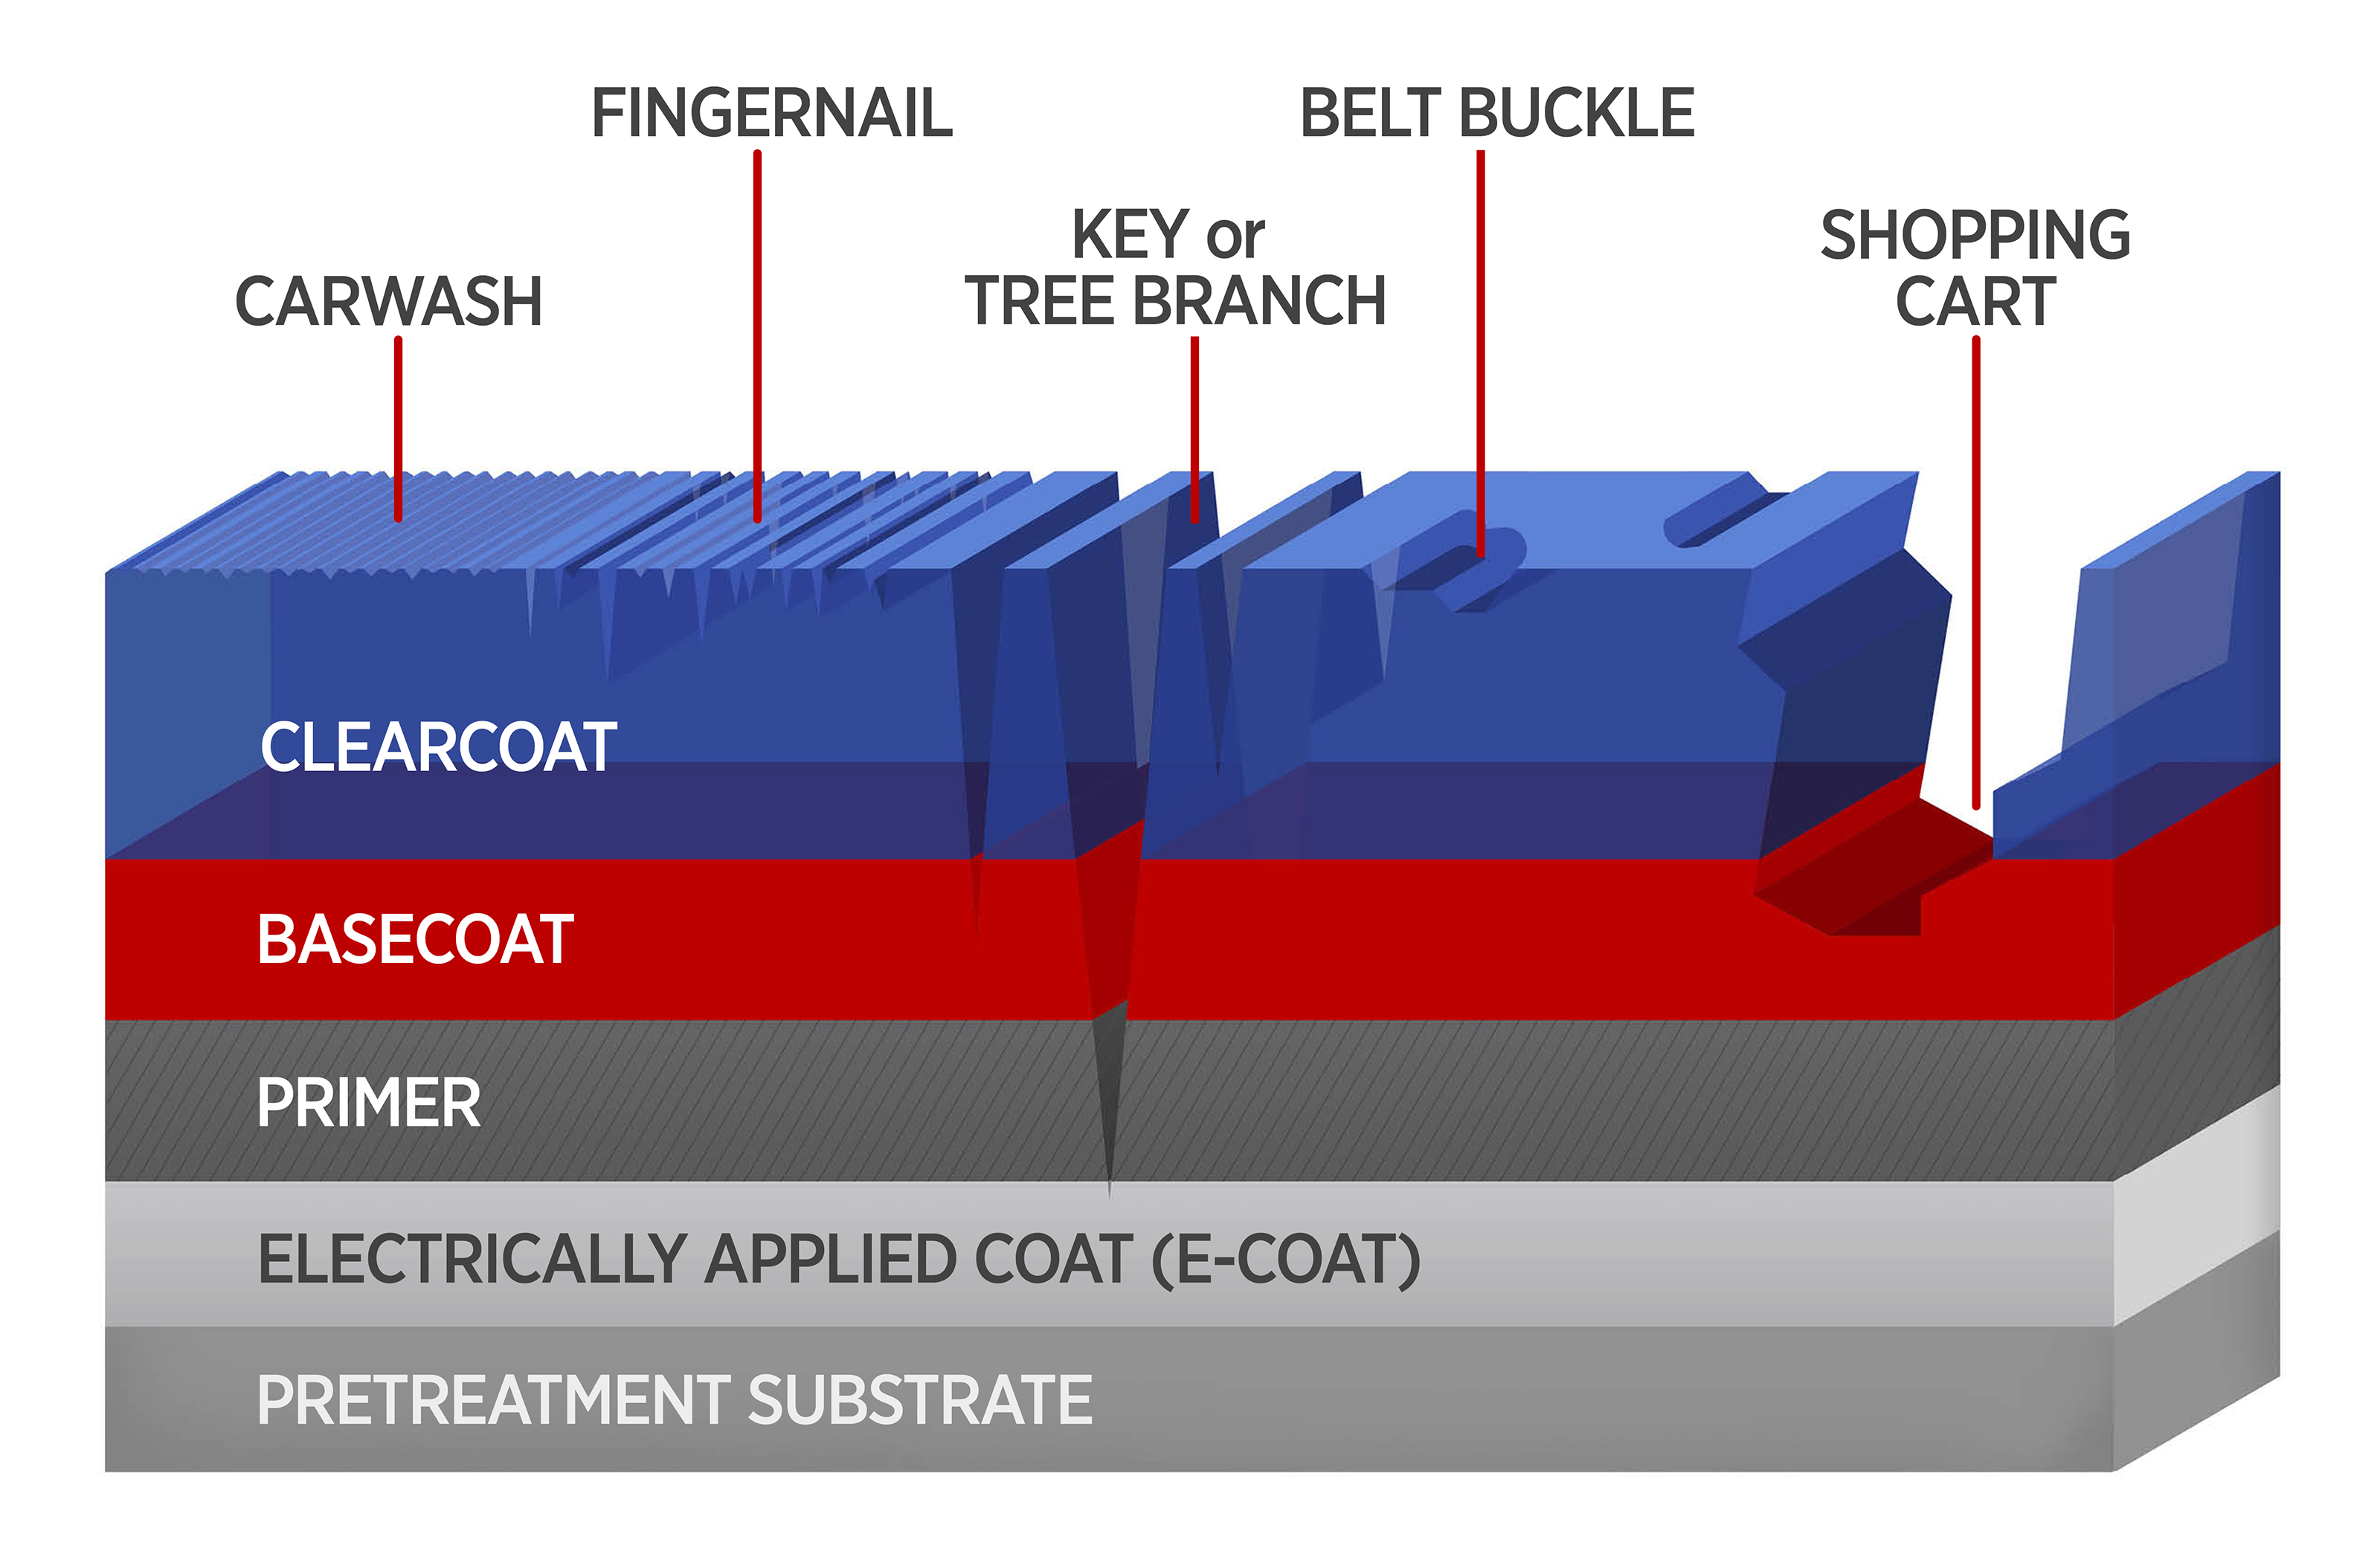 FINGERNAIL
BELT BUCKLE
KEY or
TREE BRANCH
SHOPPING
CART
CARWASH
CLEARCOAT
BASECOAT
PRIMER
ELECTRICALLY APPLIED COAT (E-COAT)
PRETREATMENT SUBSTRATE